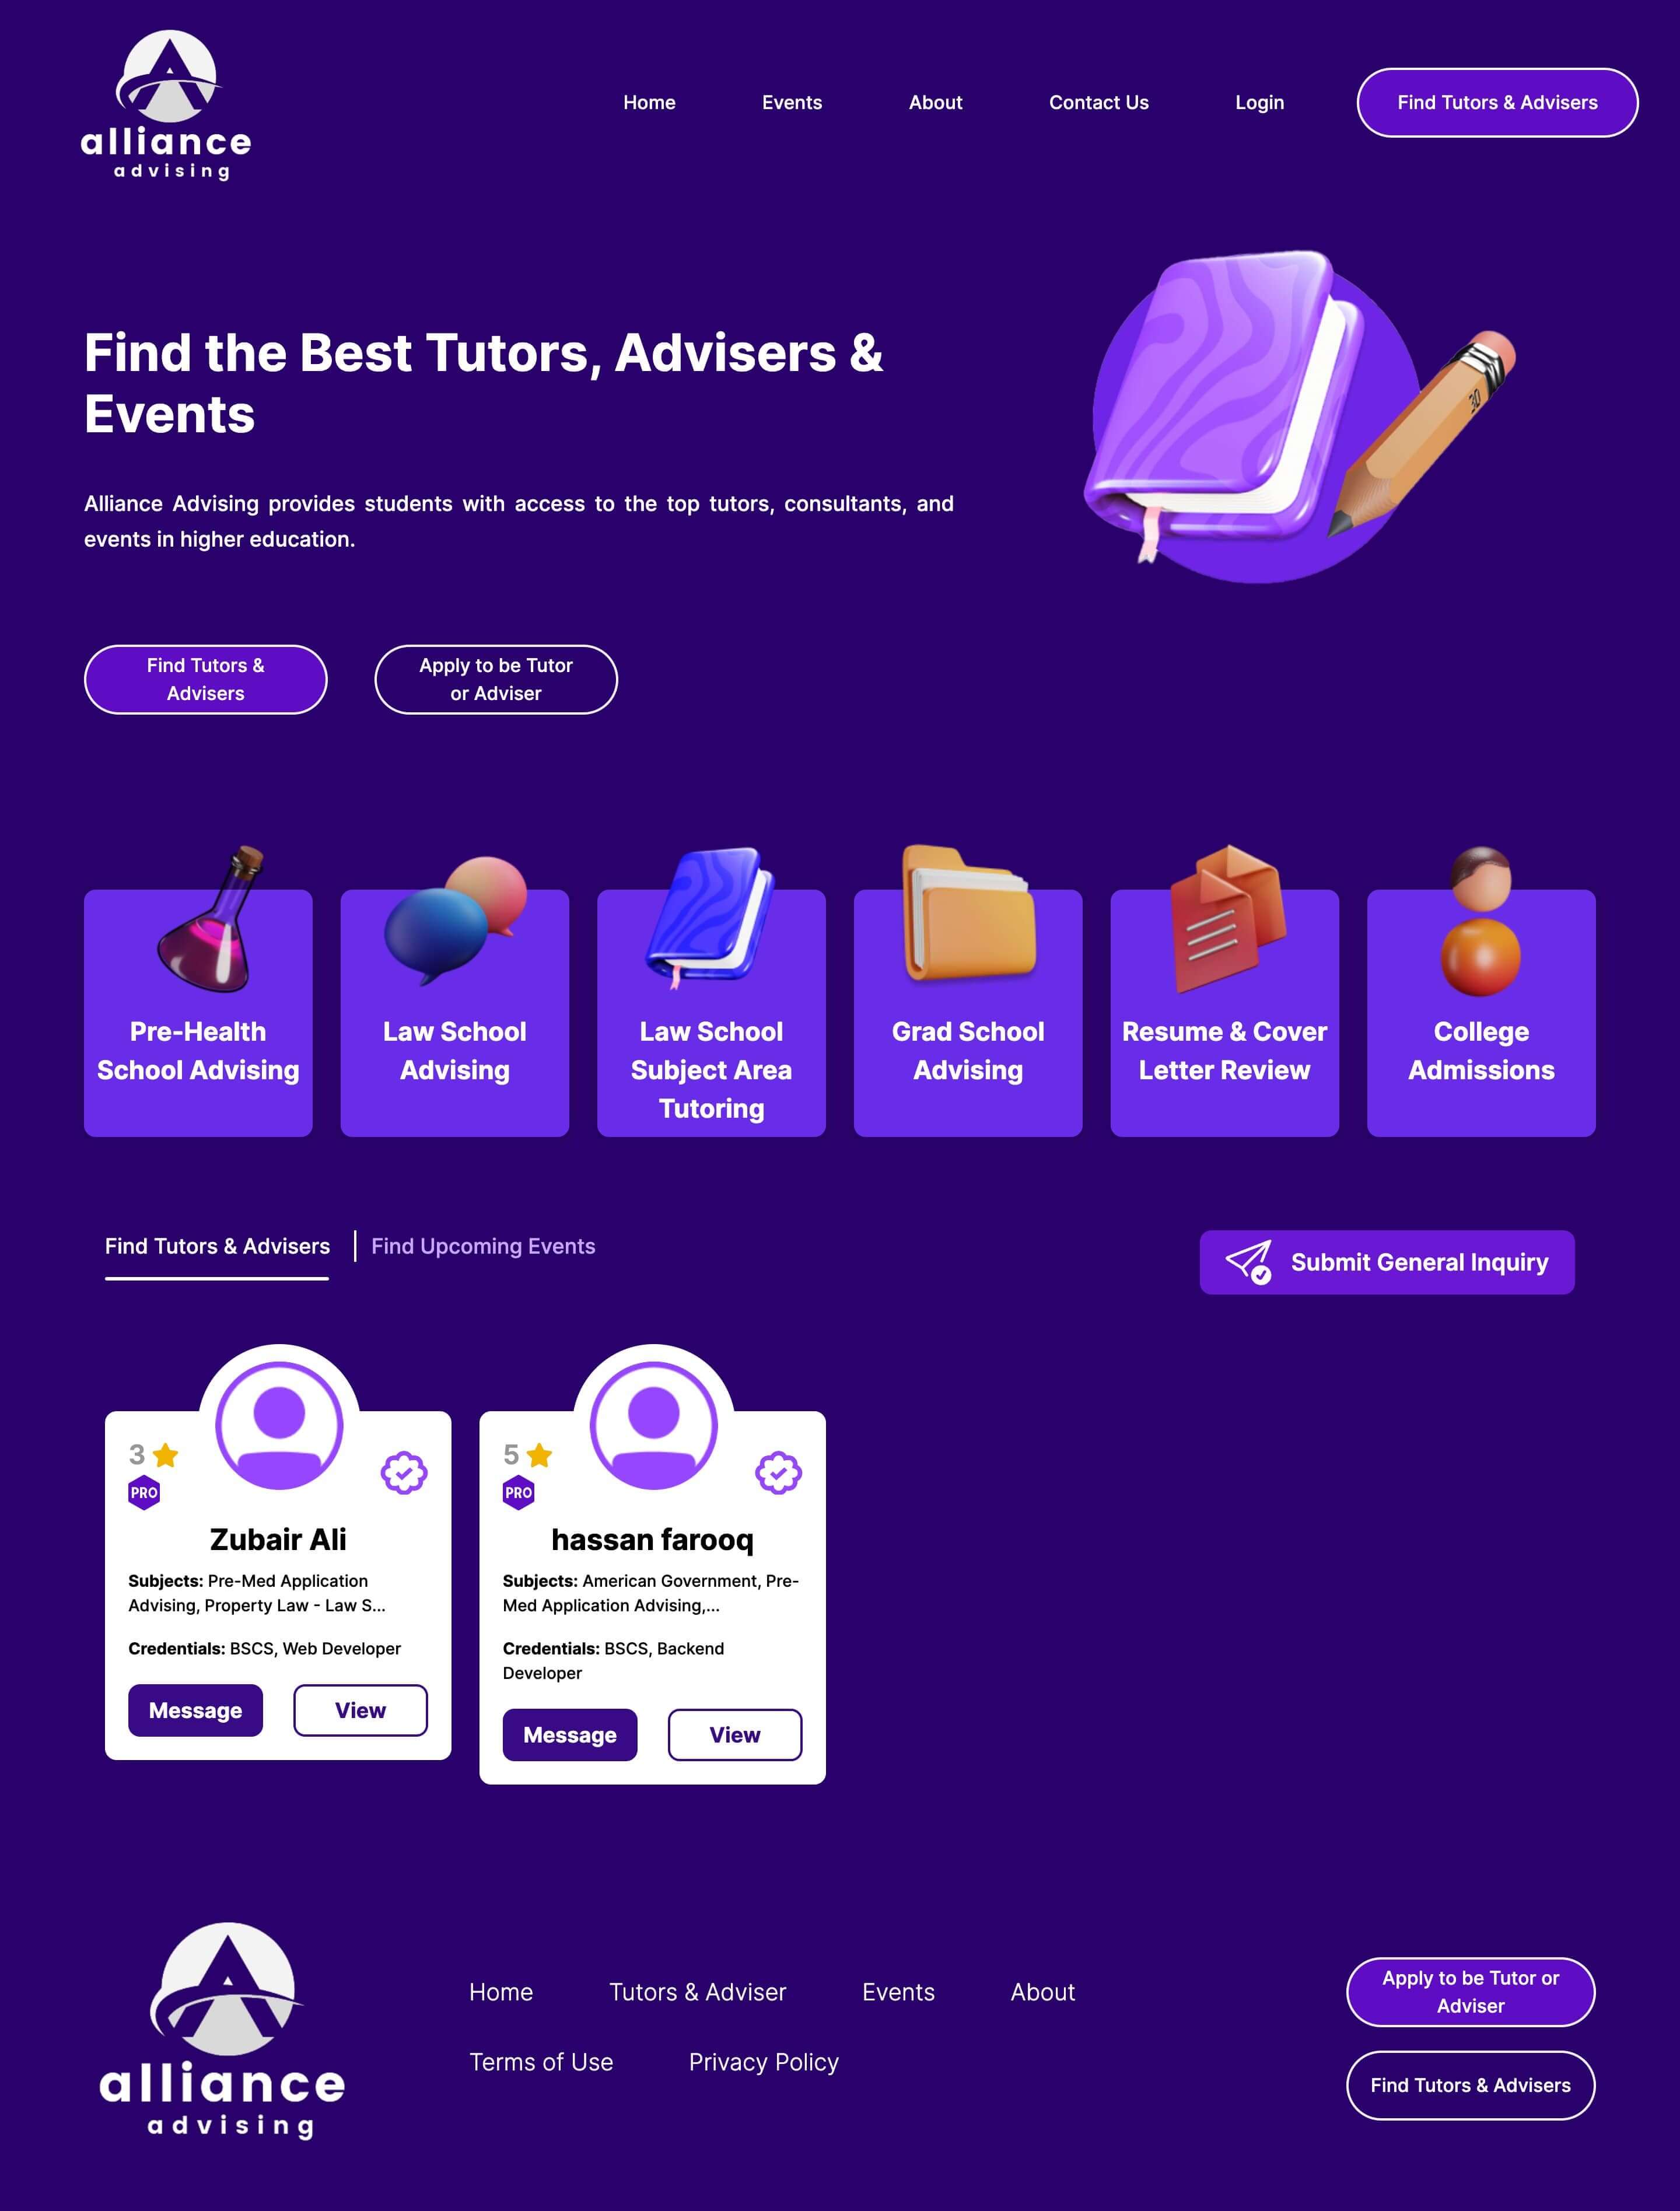 alliance
advising
Home
Events
About
Contact Us
Login
Find Tutors & Advisers
Find the Best Tutors, Advisers &
Events
Alliance Advising provides students with access to the top tutors, consultants, and
events in higher education.
Find Tutors &
Advisers
Apply to be Tutor
or Adviser
30
Pre-Health
School Advising
Law School
Advising
Law School
Subject Area
Tutoring
Grad School
Advising
Resume & Cover
Letter Review
College
Admissions
Find Tutors & Advisers
Find Upcoming Events
Submit General Inquiry
3
PRO
Zubair Ali
Subjects: Pre-Med Application
Advising, Property Law - Law S...
Credentials: BSCS, Web Developer
Message
View
5
PRO
hassan farooq
Subjects: American Government, Pre-
Med Application Advising,...
Credentials: BSCS, Backend
Developer
Message
View
alliance
advising
Home
Tutors & Adviser
Events
About
Terms of Use
Privacy Policy
Apply to be Tutor or
Adviser
Find Tutors & Advisers